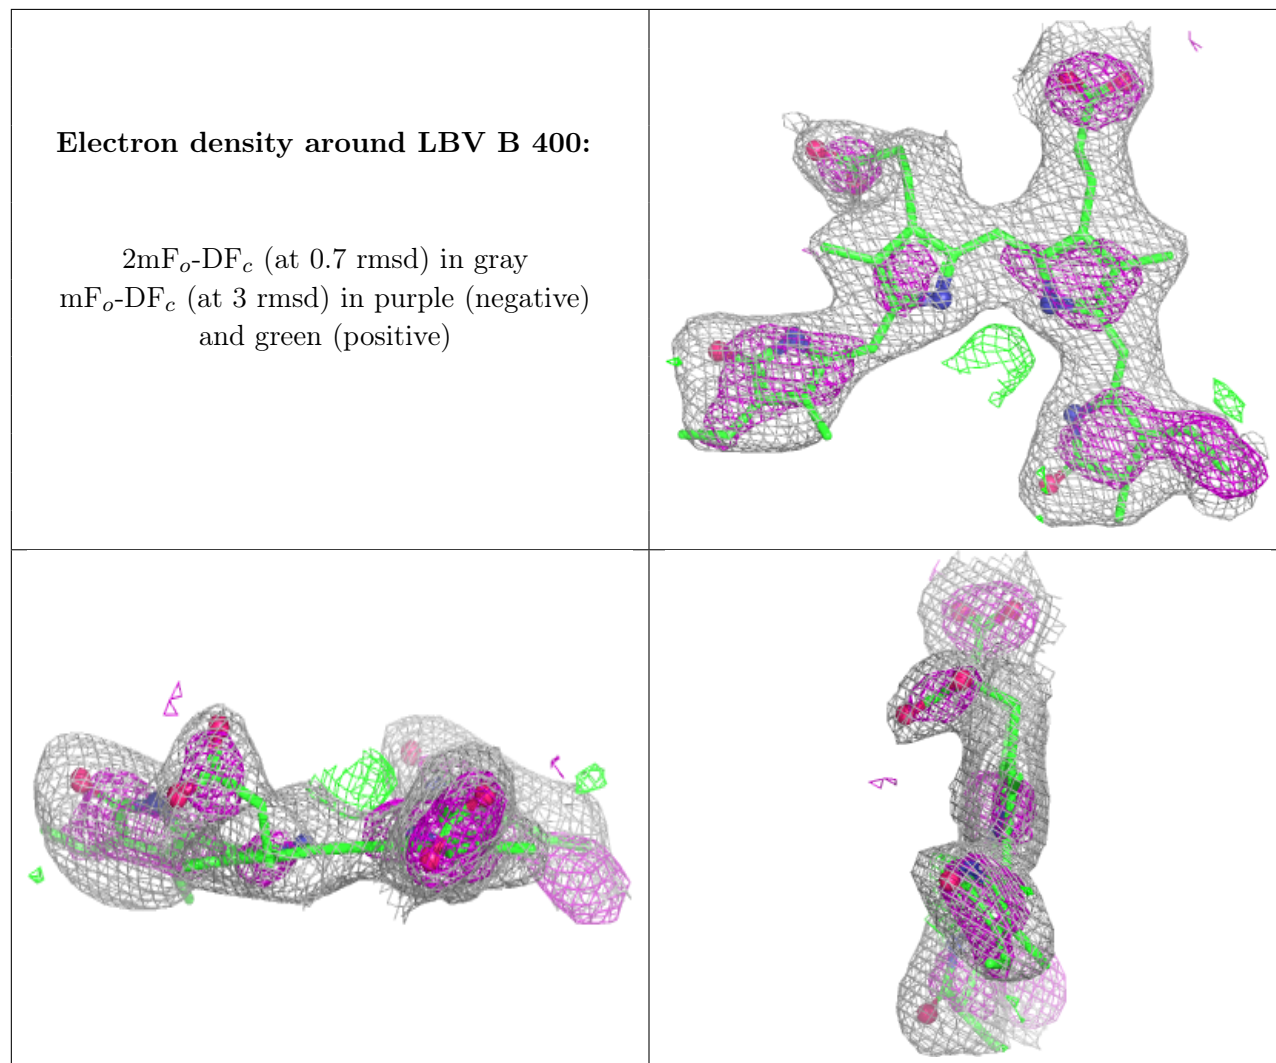 Electron density around LBV B 400:
2mFo-DFc (at 0.7 rmsd) in gray
mFo-DFc (at 3 rmsd) in purple (negative)
and green (positive)